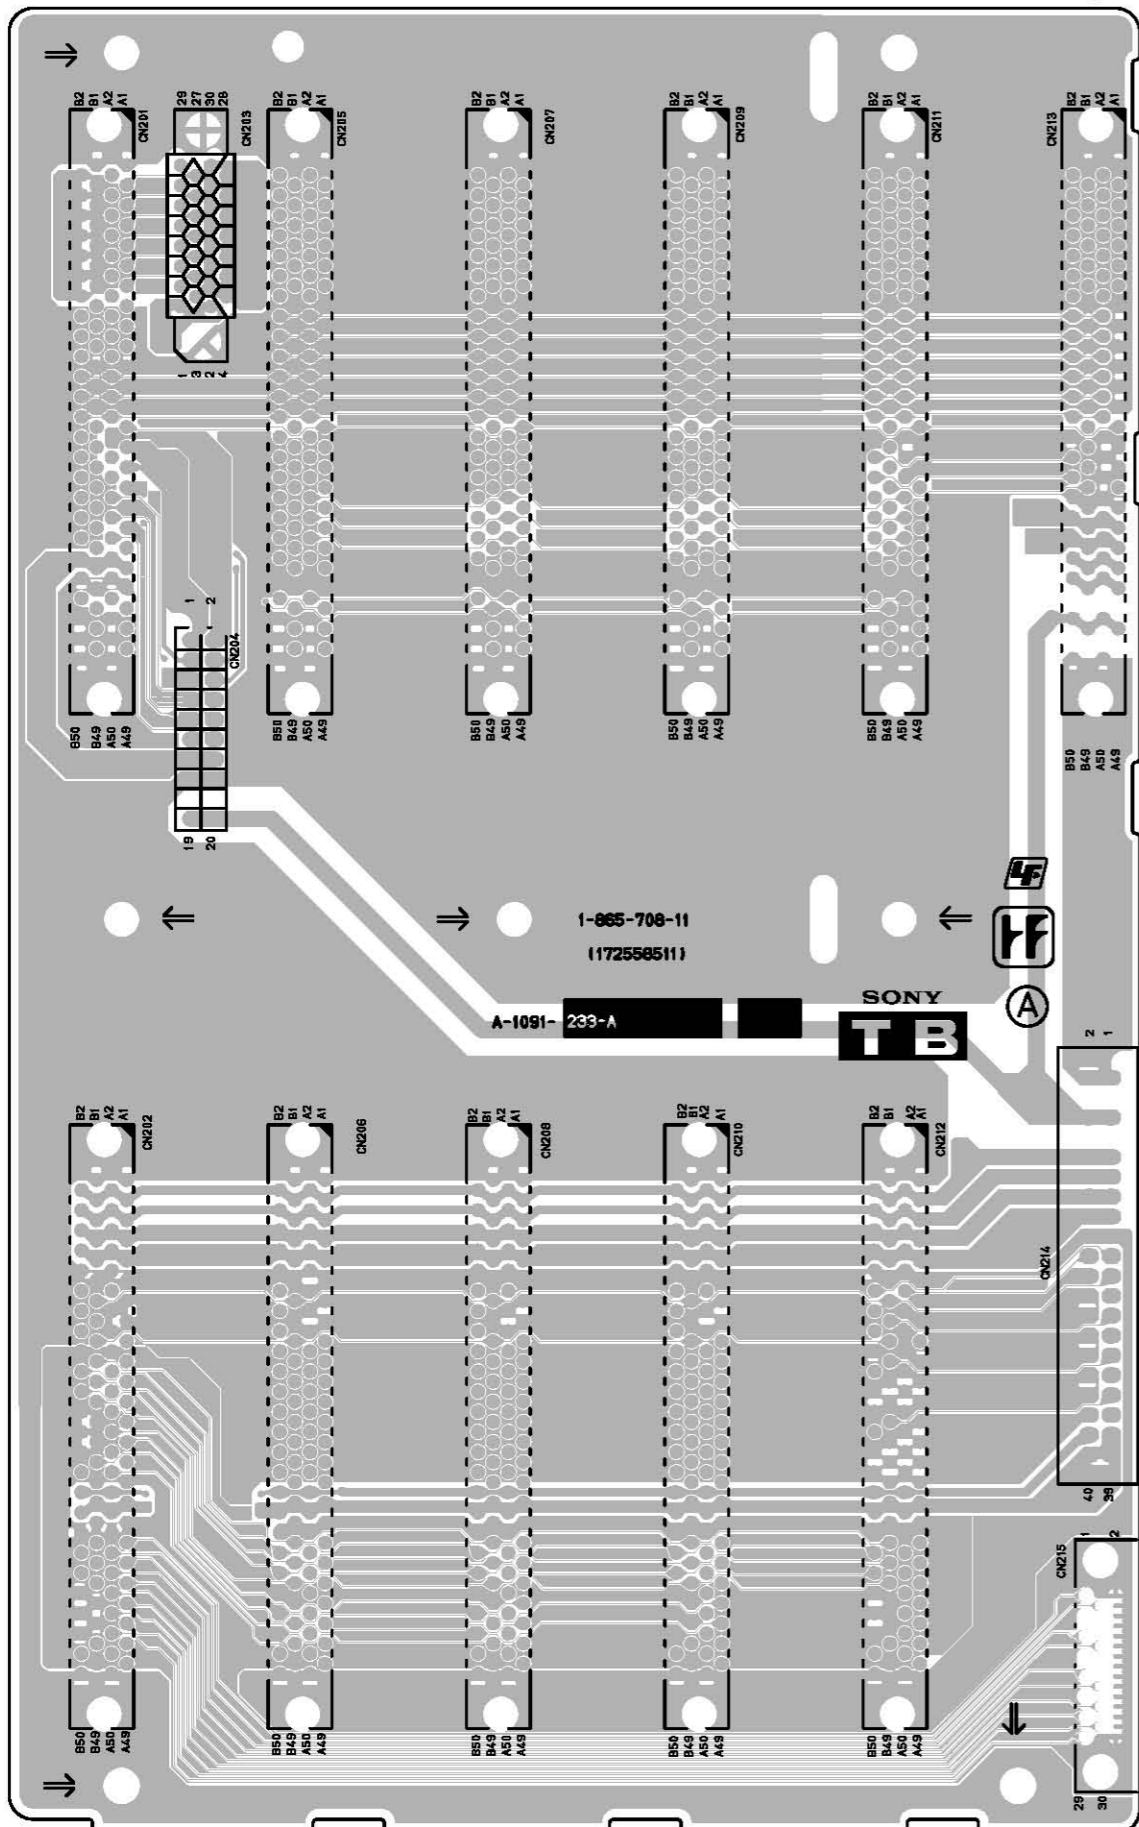 B2
B1
A2
A1
CN201
29
27
30
28
CN203
B2
B1
A2
A1
CN205
B2
B1
A2
A1
CN207
B2
B1
A2
A1
CN209
B2
B1
A2
A1
CN211
B2
B1
A2
A1
CN213
1
3
2
4
1
2
CN204
B50
B49
A50
A49
B50
B49
A50
A49
B50
B49
A50
A49
B50
B49
A50
A49
B50
B49
A50
A49
B50
B49
A50
A49
19
20
LF
1-865-708-11
(172558511)
A
SONY
A-1091- 233-A
TB
2
1
B2
B1
A2
A1
CN202
B2
B1
A2
A1
CN206
B2
B1
A2
A1
CN208
B2
B1
A2
A1
CN210
B2
B1
A2
A1
CN212
CN214
40
39
1
2
CN215
B50
B49
A50
A49
B50
B49
A50
A49
B50
B49
A50
A49
B50
B49
A50
A49
B50
B49
A50
A49
29
30